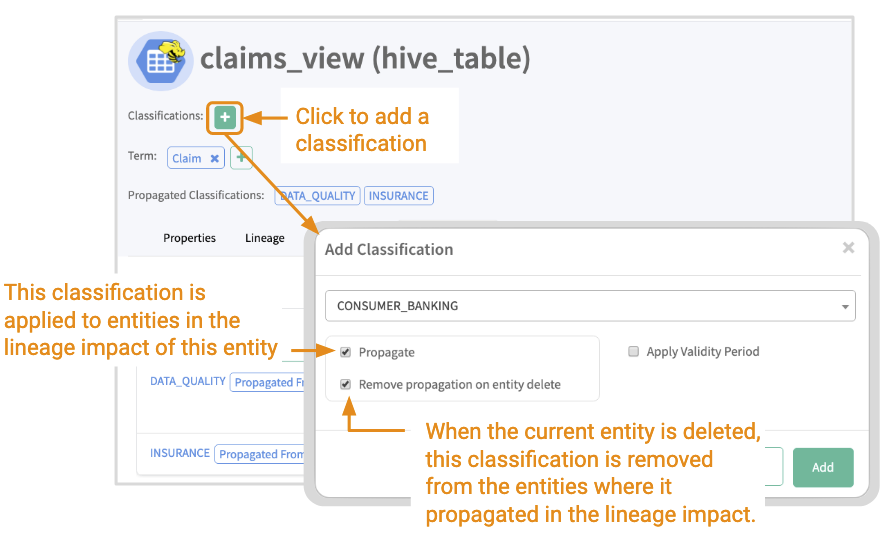 claims_view (hive_table)
Classifications: +
Click to add a
classification
Term: Claim × +
Propagated Classifications: DATA_QUALITY INSURANCE
Properties Lineage
Add Classification ×
This classification is
applied to entities in the
lineage impact of this entity
CONSUMER_BANKING
Propagate Apply Validity Period
Remove propagation on entity delete
DATA_QUALITY Propagated
INSURANCE Propagated From
When the current entity is deleted,
this classification is removed
from the entities where it
propagated in the lineage impact.
Add